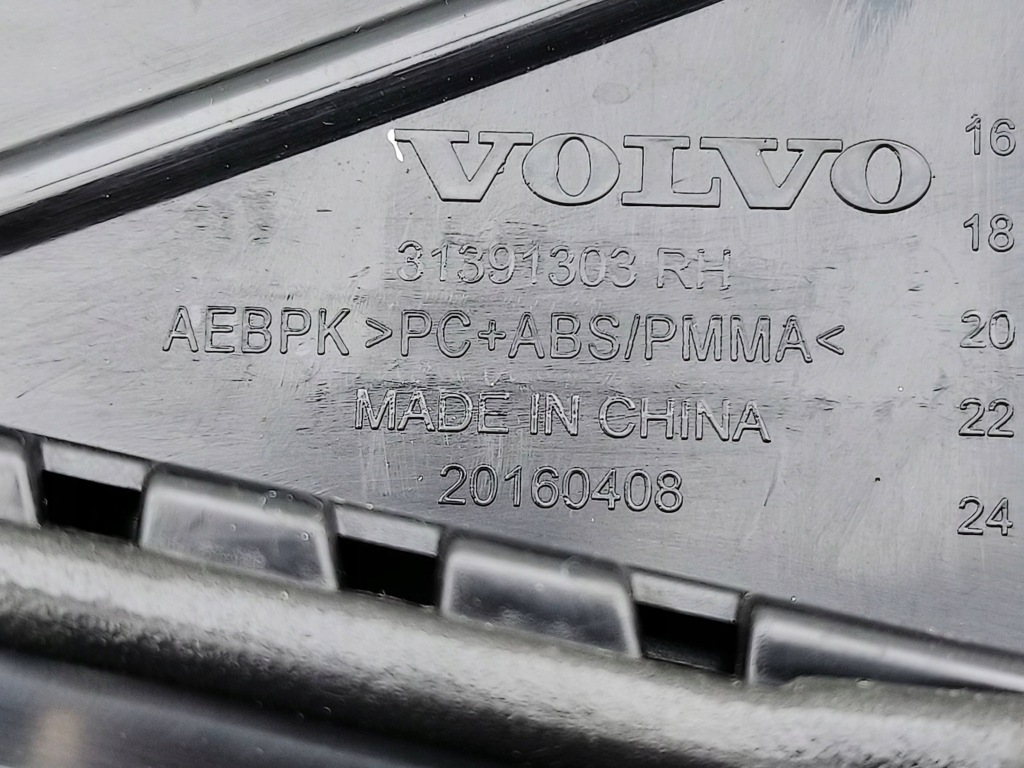 VOLVO
31391303 RH
AEBPK >PC+ABS/PMMA<
MADE IN CHINA
20160408
16
18
20
22
24